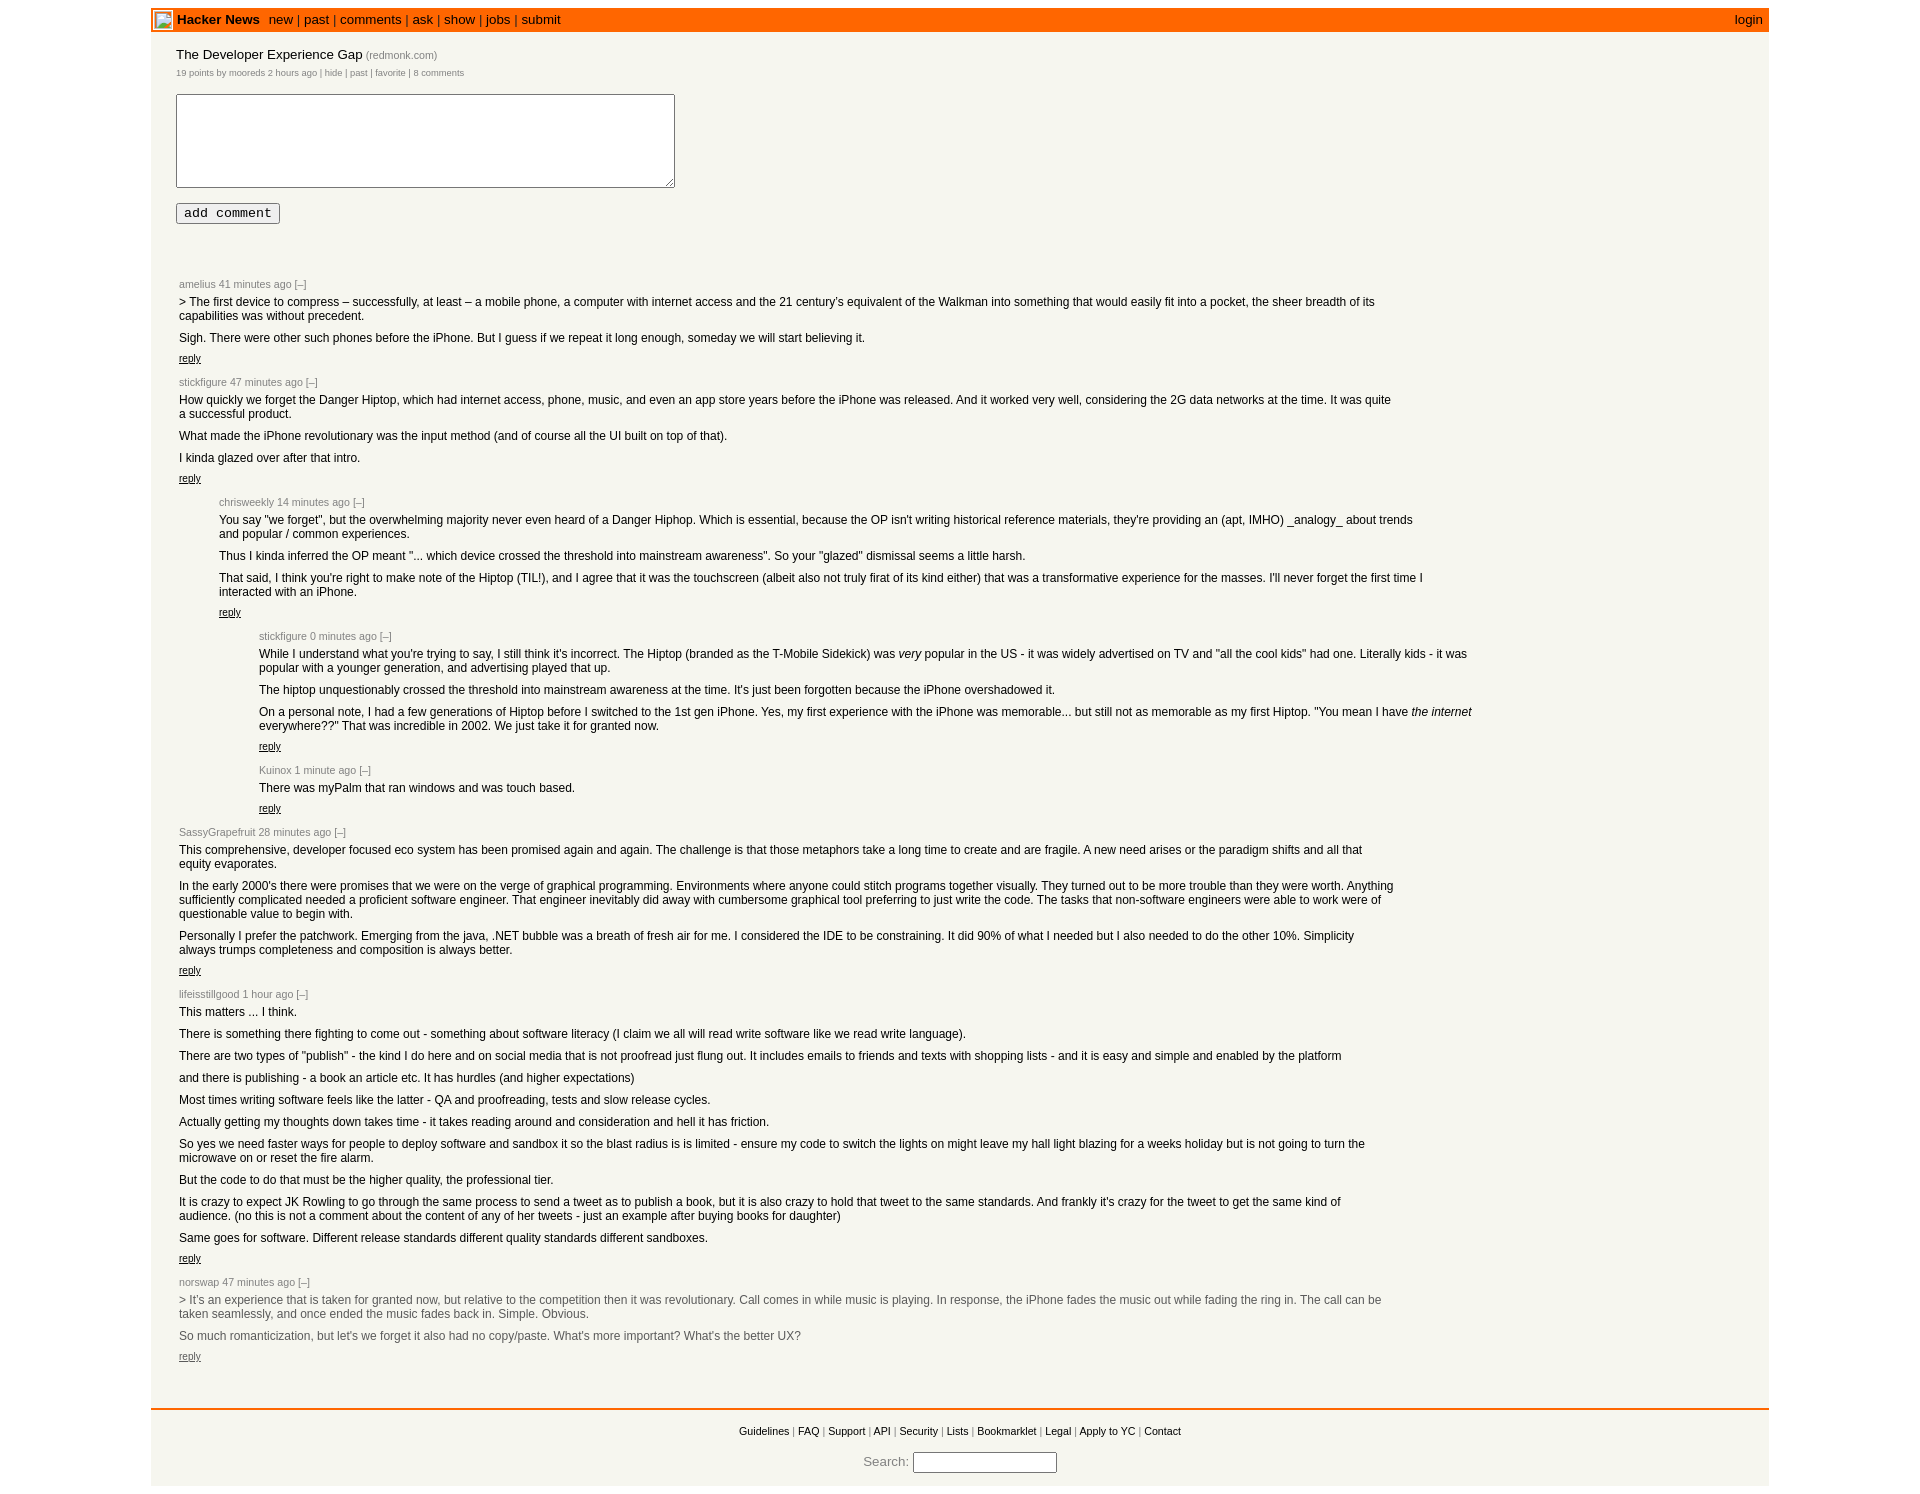 Hacker News new | past | comments | ask | show | jobs | submit login
The Developer Experience Gap (redmonk.com)
19 points by mooreds 2 hours ago | hide | past | favorite | 8 comments
add comment
amelius 41 minutes ago [–]
> The first device to compress – successfully, at least – a mobile phone, a computer with internet access and the 21 century’s equivalent of the Walkman into something that would easily fit into a pocket, the sheer breadth of its
capabilities was without precedent.
Sigh. There were other such phones before the iPhone. But I guess if we repeat it long enough, someday we will start believing it.
reply
stickfigure 47 minutes ago [–]
How quickly we forget the Danger Hiptop, which had internet access, phone, music, and even an app store years before the iPhone was released. And it worked very well, considering the 2G data networks at the time. It was quite
a successful product.
What made the iPhone revolutionary was the input method (and of course all the UI built on top of that).
I kinda glazed over after that intro.
reply
chrisweekly 14 minutes ago [–]
You say "we forget", but the overwhelming majority never even heard of a Danger Hiphop. Which is essential, because the OP isn't writing historical reference materials, they're providing an (apt, IMHO) _analogy_ about trends
and popular / common experiences.
Thus I kinda inferred the OP meant "... which device crossed the threshold into mainstream awareness". So your "glazed" dismissal seems a little harsh.
That said, I think you're right to make note of the Hiptop (TIL!), and I agree that it was the touchscreen (albeit also not truly firat of its kind either) that was a transformative experience for the masses. I'll never forget the first time I
interacted with an iPhone.
reply
stickfigure 0 minutes ago [–]
While I understand what you're trying to say, I still think it's incorrect. The Hiptop (branded as the T-Mobile Sidekick) was very popular in the US - it was widely advertised on TV and "all the cool kids" had one. Literally kids - it was
popular with a younger generation, and advertising played that up.
The hiptop unquestionably crossed the threshold into mainstream awareness at the time. It's just been forgotten because the iPhone overshadowed it.
On a personal note, I had a few generations of Hiptop before I switched to the 1st gen iPhone. Yes, my first experience with the iPhone was memorable... but still not as memorable as my first Hiptop. "You mean I have the internet
everywhere??" That was incredible in 2002. We just take it for granted now.
reply
Kuinox 1 minute ago [–]
There was myPalm that ran windows and was touch based.
reply
SassyGrapefruit 28 minutes ago [–]
This comprehensive, developer focused eco system has been promised again and again. The challenge is that those metaphors take a long time to create and are fragile. A new need arises or the paradigm shifts and all that
equity evaporates.
In the early 2000's there were promises that we were on the verge of graphical programming. Environments where anyone could stitch programs together visually. They turned out to be more trouble than they were worth. Anything
sufficiently complicated needed a proficient software engineer. That engineer inevitably did away with cumbersome graphical tool preferring to just write the code. The tasks that non-software engineers were able to work were of
questionable value to begin with.
Personally I prefer the patchwork. Emerging from the java, .NET bubble was a breath of fresh air for me. I considered the IDE to be constraining. It did 90% of what I needed but I also needed to do the other 10%. Simplicity
always trumps completeness and composition is always better.
reply
lifeisstillgood 1 hour ago [–]
This matters ... I think.
There is something there fighting to come out - something about software literacy (I claim we all will read write software like we read write language).
There are two types of "publish" - the kind I do here and on social media that is not proofread just flung out. It includes emails to friends and texts with shopping lists - and it is easy and simple and enabled by the platform
and there is publishing - a book an article etc. It has hurdles (and higher expectations)
Most times writing software feels like the latter - QA and proofreading, tests and slow release cycles.
Actually getting my thoughts down takes time - it takes reading around and consideration and hell it has friction.
So yes we need faster ways for people to deploy software and sandbox it so the blast radius is is limited - ensure my code to switch the lights on might leave my hall light blazing for a weeks holiday but is not going to turn the
microwave on or reset the fire alarm.
But the code to do that must be the higher quality, the professional tier.
It is crazy to expect JK Rowling to go through the same process to send a tweet as to publish a book, but it is also crazy to hold that tweet to the same standards. And frankly it's crazy for the tweet to get the same kind of
audience. (no this is not a comment about the content of any of her tweets - just an example after buying books for daughter)
Same goes for software. Different release standards different quality standards different sandboxes.
reply
norswap 47 minutes ago [–]
> It’s an experience that is taken for granted now, but relative to the competition then it was revolutionary. Call comes in while music is playing. In response, the iPhone fades the music out while fading the ring in. The call can be
taken seamlessly, and once ended the music fades back in. Simple. Obvious.
So much romanticization, but let's we forget it also had no copy/paste. What's more important? What's the better UX?
reply
Guidelines | FAQ | Support | API | Security | Lists | Bookmarklet | Legal | Apply to YC | Contact
Search: